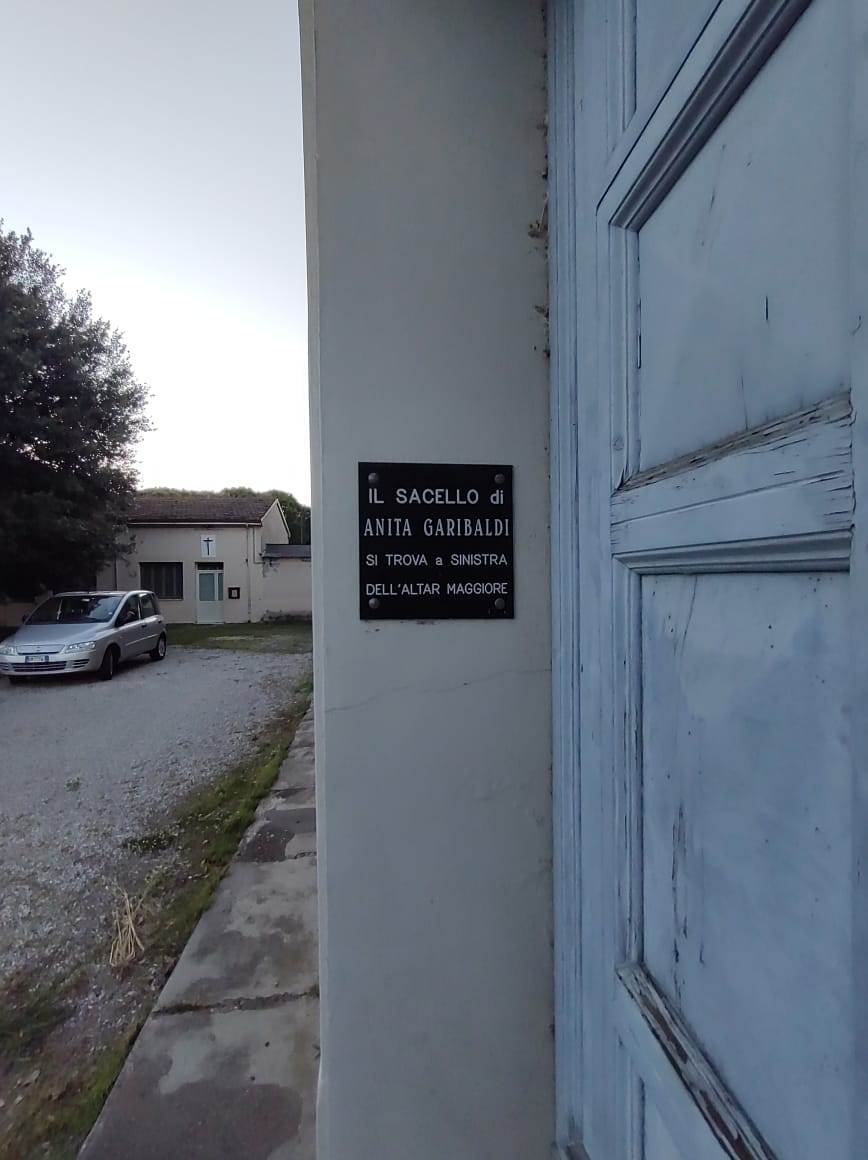 IL SACELLO di
ANITA GARIBALDI
SI TROVA a SINISTRA
DELL'ALTAR MAGGIORE